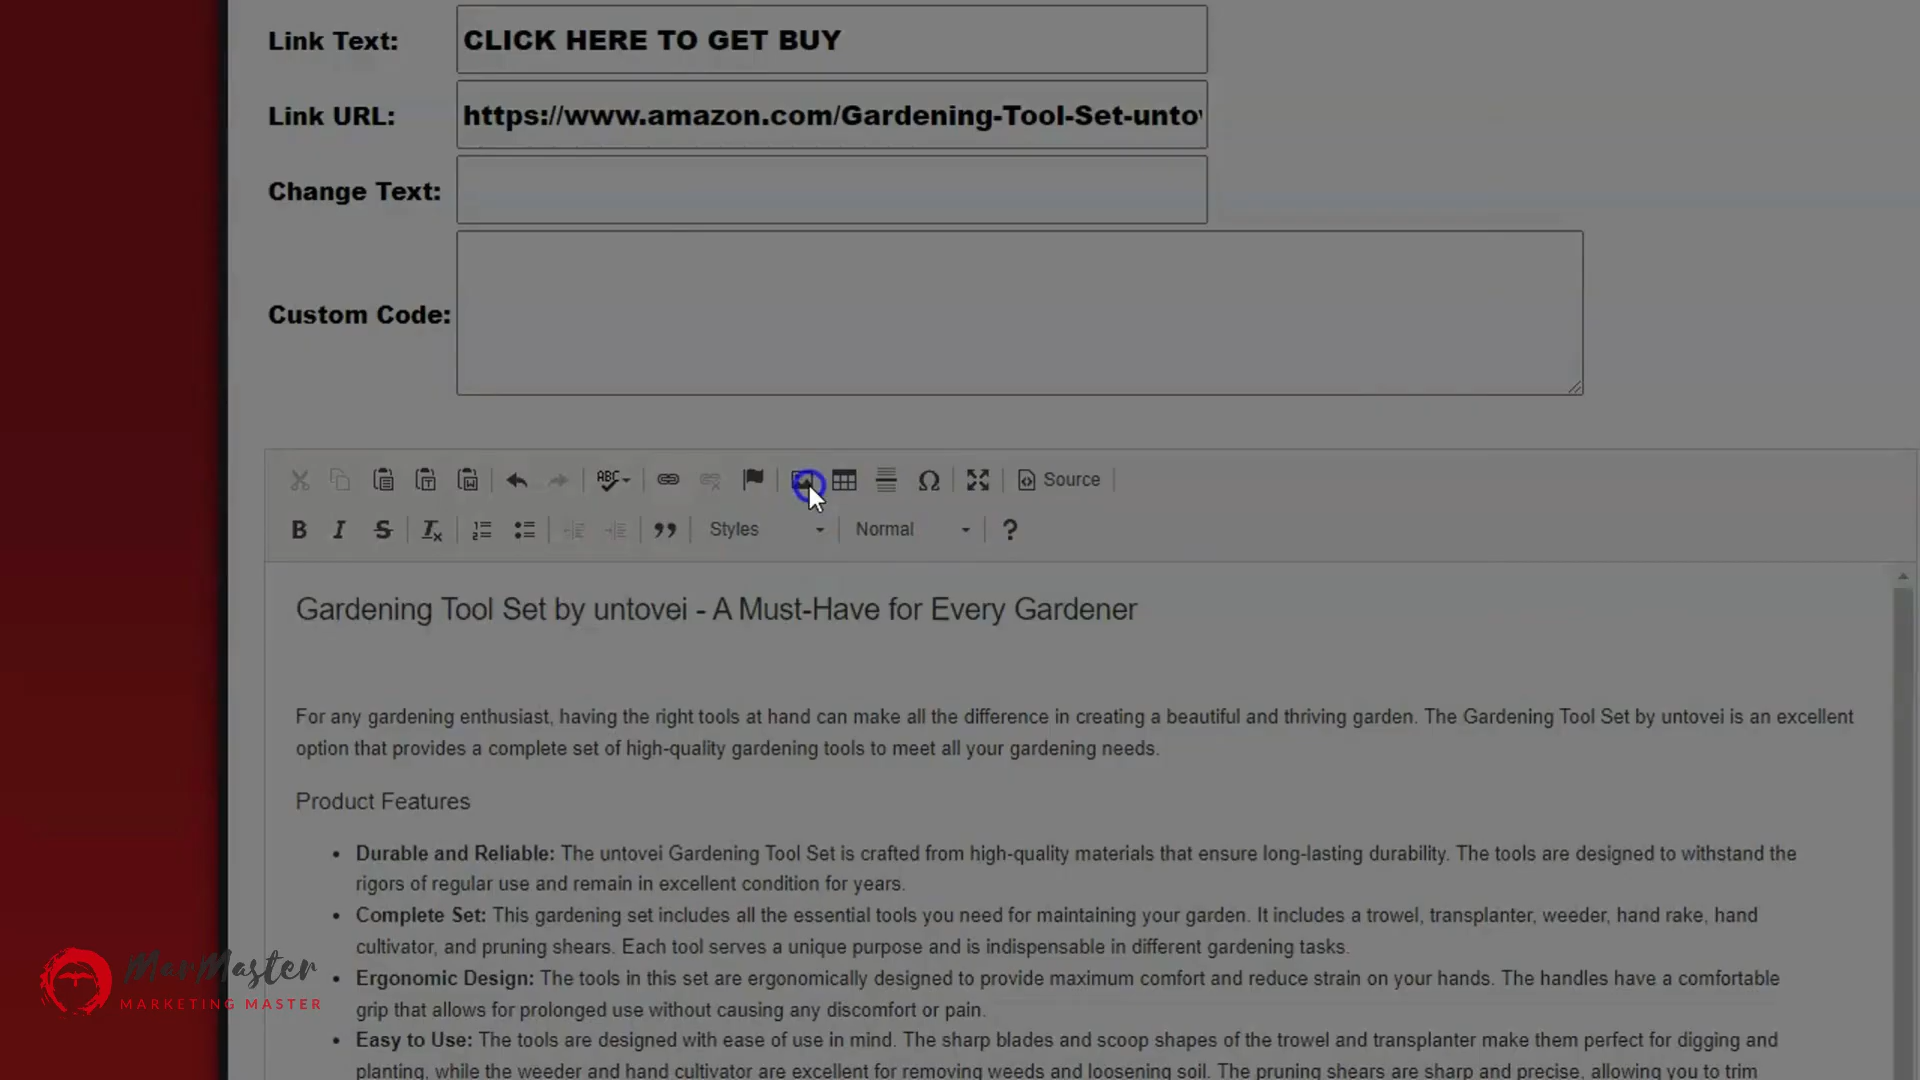 Link Text: CLICK HERE TO GET BUY
Link URL: https://www.amazon.com/Gardening-Tool-Set-untov
Change Text:
Custom Code:
ABC
Source
B I S Ix
Styles Normal ?
Gardening Tool Set by untovei - A Must-Have for Every Gardener
For any gardening enthusiast, having the right tools at hand can make all the difference in creating a beautiful and thriving garden. The Gardening Tool Set by untovei is an excellent
option that provides a complete set of high-quality gardening tools to meet all your gardening needs.
Product Features
• Durable and Reliable: The untovei Gardening Tool Set is crafted from high-quality materials that ensure long-lasting durability. The tools are designed to withstand the
rigors of regular use and remain in excellent condition for years.
• Complete Set: This gardening set includes all the essential tools you need for maintaining your garden. It includes a trowel, transplanter, weeder, hand rake, hand
cultivator, and pruning shears. Each tool serves a unique purpose and is indispensable in different gardening tasks.
• Ergonomic Design: The tools in this set are ergonomically designed to provide maximum comfort and reduce strain on your hands. The handles have a comfortable
grip that allows for prolonged use without causing any discomfort or pain.
• Easy to Use: The tools are designed with ease of use in mind. The sharp blades and scoop shapes of the trowel and transplanter make them perfect for digging and
planting, while the weeder and hand cultivator are excellent for removing weeds and loosening soil. The pruning shears are sharp and precise, allowing you to trim
MarMaster
MARKETING MASTER